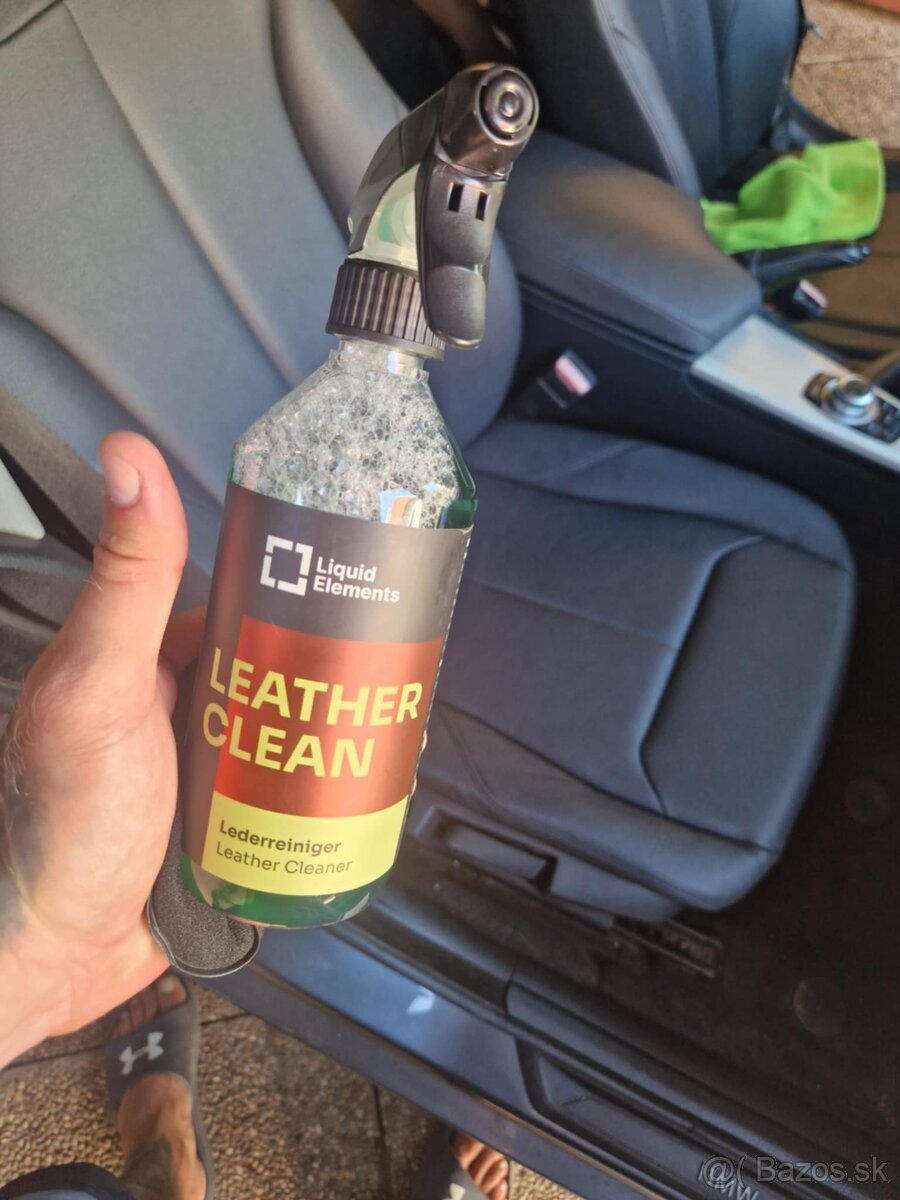 Liquid
Elements
LEATHER
CLEAN
Lederreiniger
Leather Cleaner
@( Bazos.sk